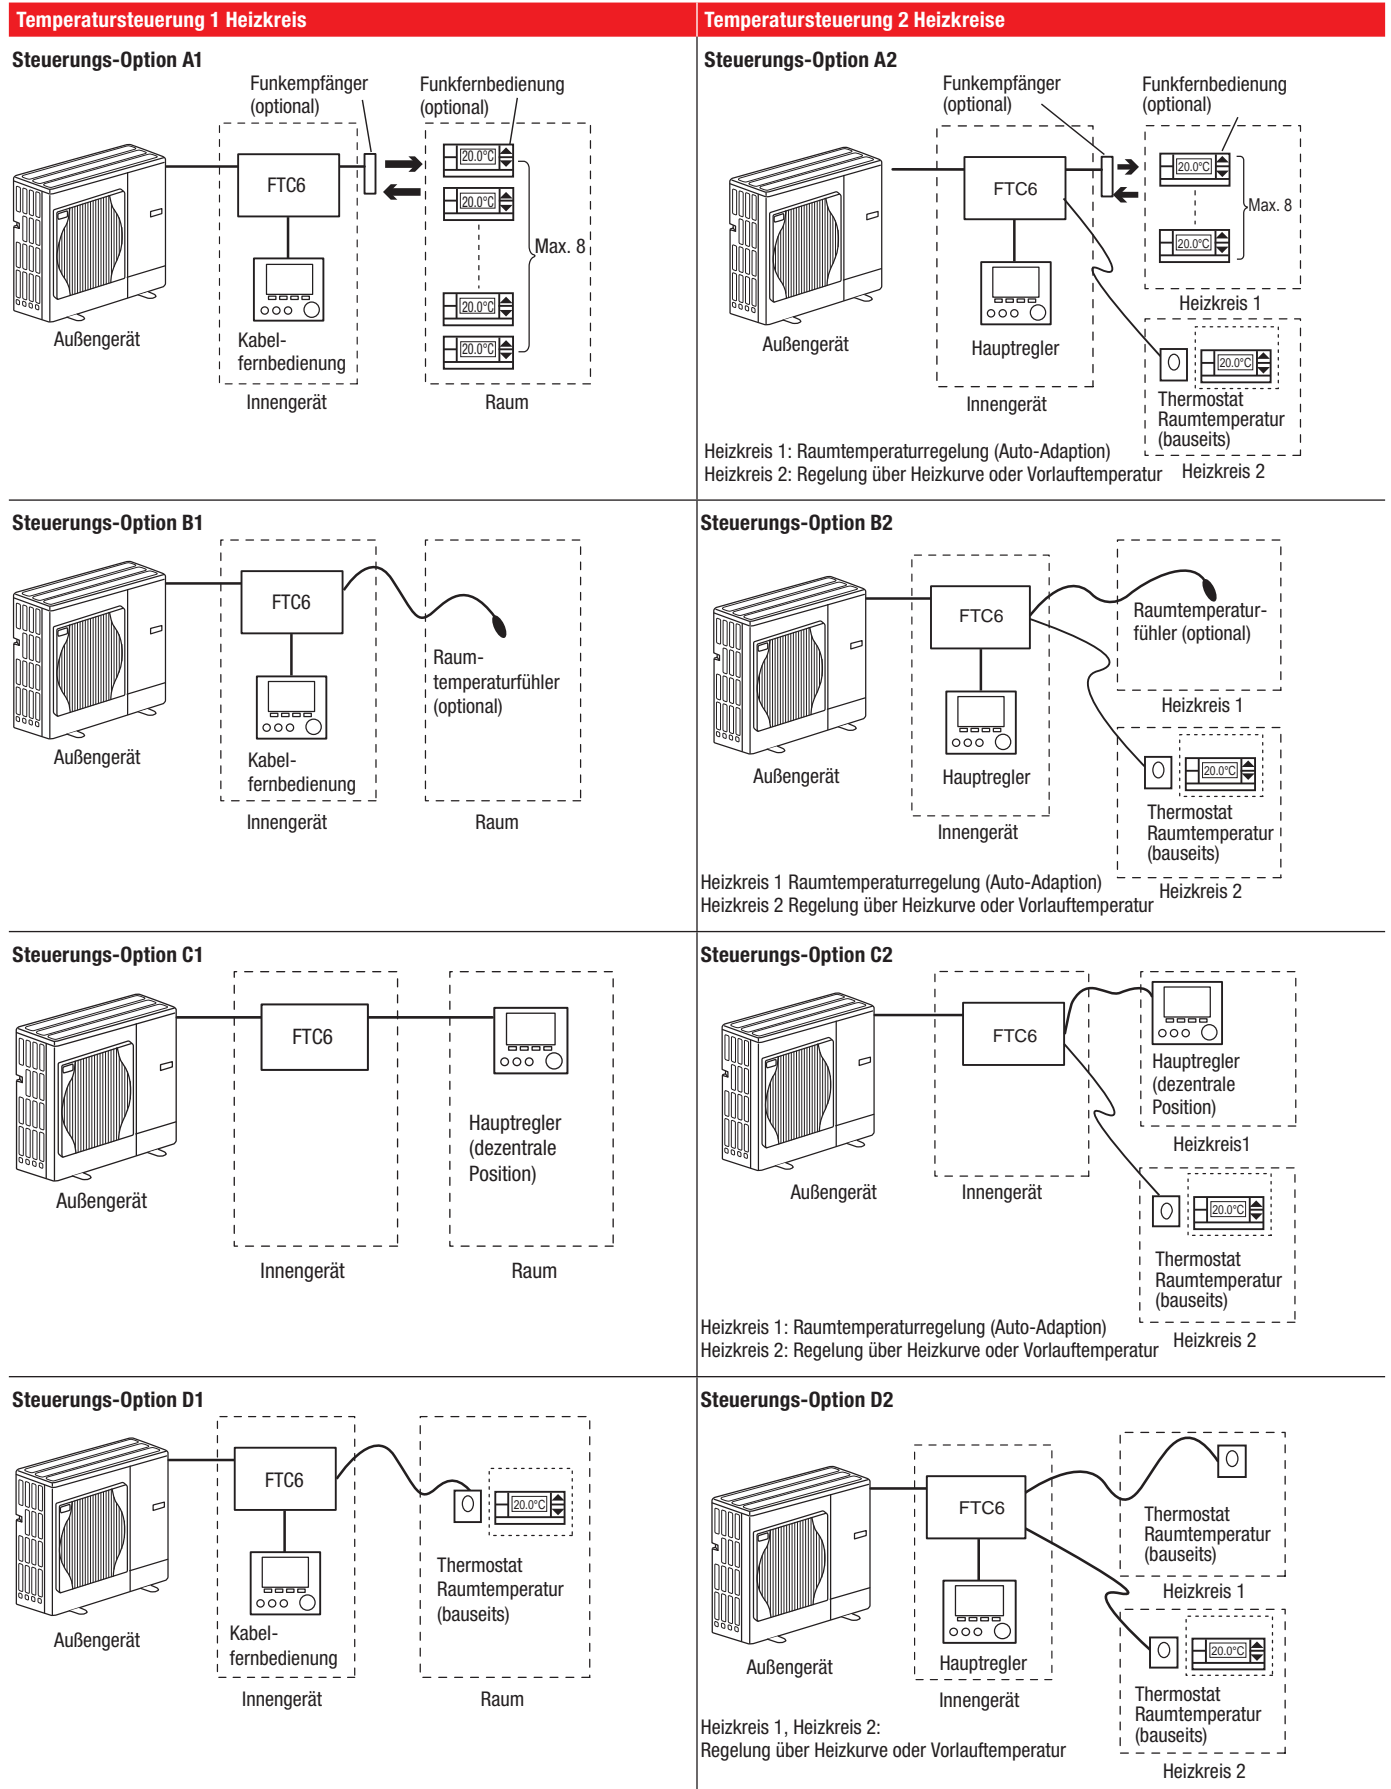 Temperatursteuerung 1 Heizkreis
Temperatursteuerung 2 Heizkreise
Steuerungs-Option A1
Funkempfänger
(optional)
Funkfernbedienung
(optional)
FTC6
20.0°C
20.0°C
Max. 8
20.0°C
20.0°C
Außengerät
Kabel-
fernbedienung
Innengerät
Raum
Steuerungs-Option A2
Funkempfänger
(optional)
Funkfernbedienung
(optional)
FTC6
20.0°C
Max. 8
20.0°C
Heizkreis 1
Außengerät
Hauptregler
20.0°C
Innengerät
Thermostat
Raumtemperatur
(bauseits)
Heizkreis 1: Raumtemperaturregelung (Auto-Adaption)
Heizkreis 2: Regelung über Heizkurve oder Vorlauftemperatur
Heizkreis 2
Steuerungs-Option B1
FTC6
Raum-
temperaturfühler
(optional)
Außengerät
Kabel-
fernbedienung
Innengerät
Raum
Steuerungs-Option B2
FTC6
Raumtemperatur-
fühler (optional)
Heizkreis 1
Außengerät
Hauptregler
20.0°C
Thermostat
Raumtemperatur
(bauseits)
Innengerät
Heizkreis 1 Raumtemperaturregelung (Auto-Adaption)
Heizkreis 2 Regelung über Heizkurve oder Vorlauftemperatur
Heizkreis 2
Steuerungs-Option C1
FTC6
Hauptregler
(dezentrale
Position)
Außengerät
Innengerät
Raum
Steuerungs-Option C2
FTC6
Hauptregler
(dezentrale
Position)
Heizkreis1
Außengerät
Innengerät
20.0°C
Thermostat
Raumtemperatur
(bauseits)
Heizkreis 1: Raumtemperaturregelung (Auto-Adaption)
Heizkreis 2: Regelung über Heizkurve oder Vorlauftemperatur
Heizkreis 2
Steuerungs-Option D1
FTC6
20.0°C
Thermostat
Raumtemperatur
(bauseits)
Außengerät
Kabel-
fernbedienung
Innengerät
Raum
Steuerungs-Option D2
FTC6
Thermostat
Raumtemperatur
(bauseits)
Heizkreis 1
Außengerät
Hauptregler
20.0°C
Innengerät
Thermostat
Raumtemperatur
(bauseits)
Heizkreis 1, Heizkreis 2:
Regelung über Heizkurve oder Vorlauftemperatur
Heizkreis 2